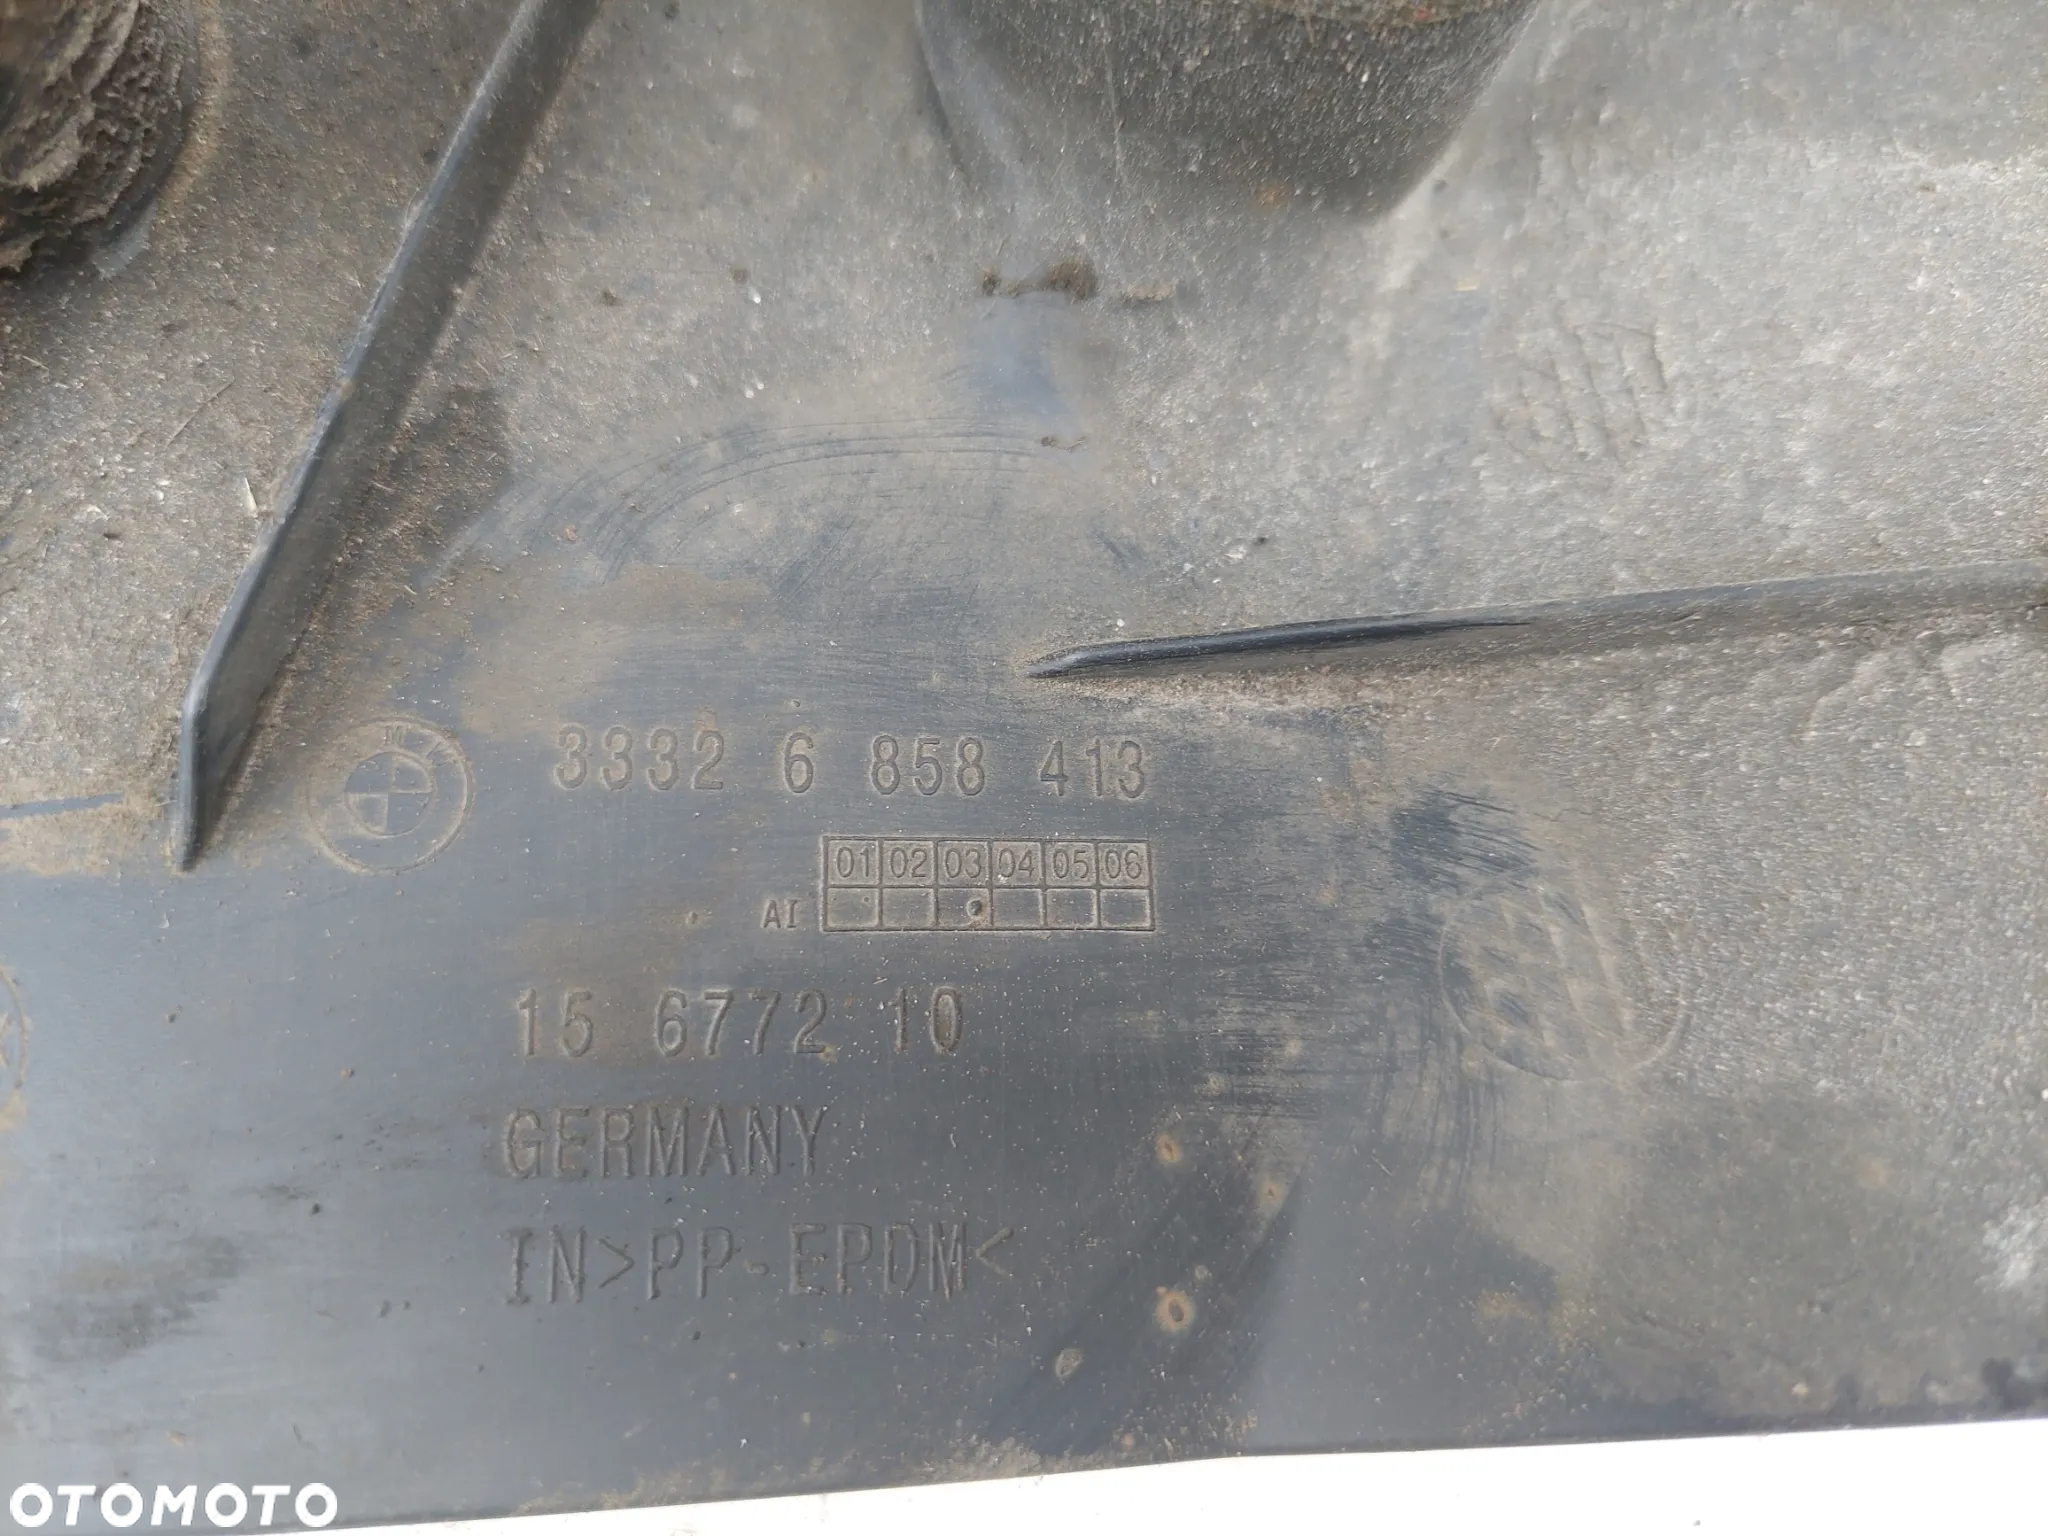 M W
3332 6 858 413
01 02 03 04 05 06
AI
15 6772 10
GERMANY
IN>PP-EPDM<
OTOMOTO